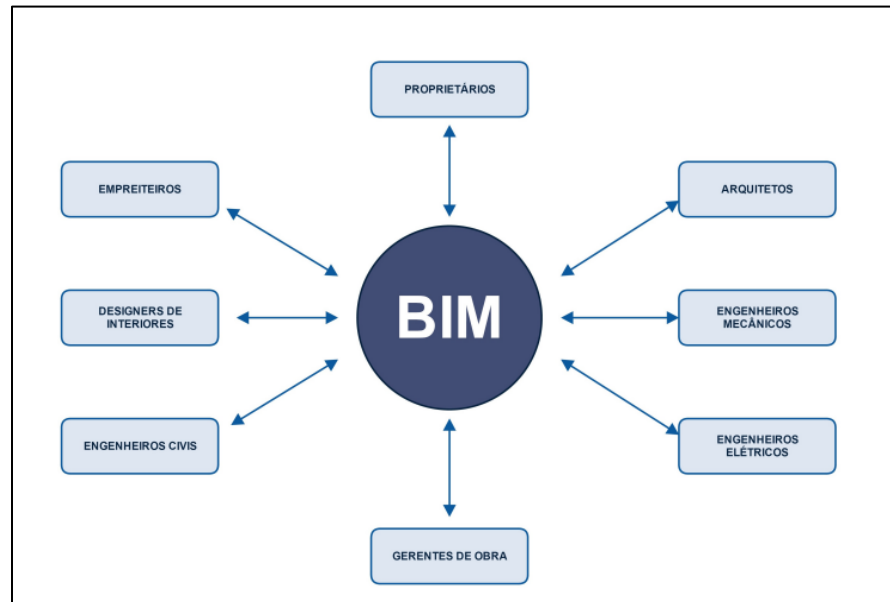 PROPRIETÁRIOS
EMPREITEIROS
ARQUITETOS
DESIGNERS DE
INTERIORES
BIM
ENGENHEIROS
MECÂNICOS
ENGENHEIROS CIVIS
ENGENHEIROS
ELÉTRICOS
GERENTES DE OBRA